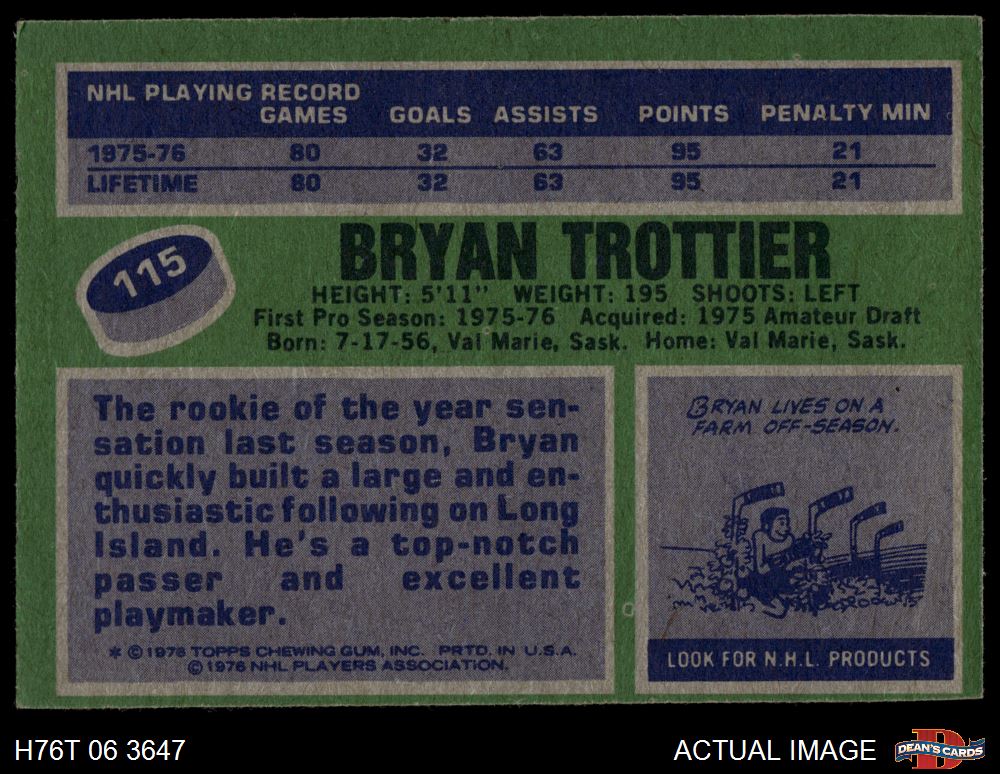 NHL PLAYING RECORD
GAMES GOALS ASSISTS POINTS PENALTY MIN
1975-76 80 32 63 95 21
LIFETIME 80 32 63 95 21
115
BRYAN TROTTIER
HEIGHT: 5'11" WEIGHT: 195 SHOOTS: LEFT
First Pro Season: 1975-76 Acquired: 1975 Amateur Draft
Born: 7-17-56, Val Marie, Sask. Home: Val Marie, Sask.
The rookie of the year sen-
sation last season, Bryan
quickly built a large and en-
thusiastic following on Long
Island. He's a top-notch
passer and excellent
playmaker.
* © 1976 TOPPS CHEWING GUM, INC. PRTD. IN U.S.A.
© 1976 NHL PLAYERS ASSOCIATION.
BRYAN LIVES ON A
FARM OFF-SEASON.
LOOK FOR N.H.L. PRODUCTS
H76T 06 3647
ACTUAL IMAGE
DEAN'S CARDS